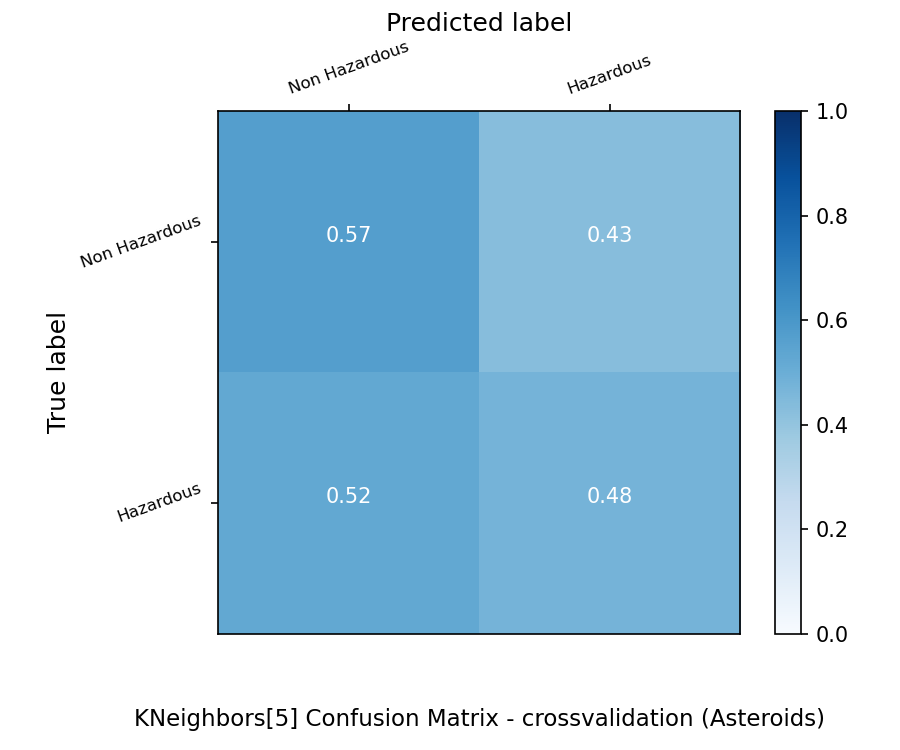 Predicted label
Non Hazardous Hazardous
1.0
0.8
0.6
0.4
0.2
0.0
Non Hazardous
0.57 0.43
True label
Hazardous
0.52 0.48
KNeighbors[5] Confusion Matrix - crossvalidation (Asteroids)